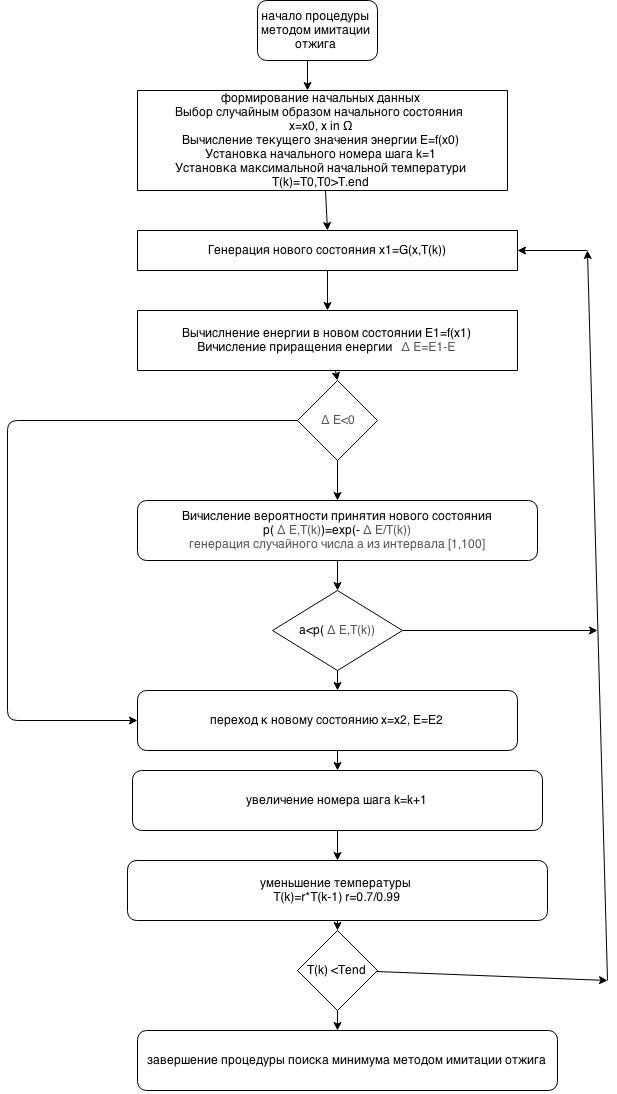 начало процедуры
методом имитации
отжига
формирование начальных данных
Выбор случайным образом начального состояния
x=x0, x in Ω
Вычисление текущего значения энергии E=f(x0)
Установка начального номера шага k=1
Установка максимальной начальной температури
T(k)=T0,T0>T.end
Генерация нового состояния x1=G(x,T(k))
Вычислнение енергии в новом состоянии E1=f(x1)
Вичисление приращения енергии Δ E=E1-E
Δ E<0
Вичисление вероятности принятия нового состояния
p( Δ E,T(k))=exp(- Δ E/T(k))
генерация случайного числа а из интервала [1,100]
a<p( Δ E,T(k))
переход к новому состоянию x=x2, E=E2
увеличение номера шага k=k+1
уменьшение температуры
T(k)=r*T(k-1) r=0.7/0.99
T(k) <Tend
завершение процедуры поиска минимума методом имитации отжига